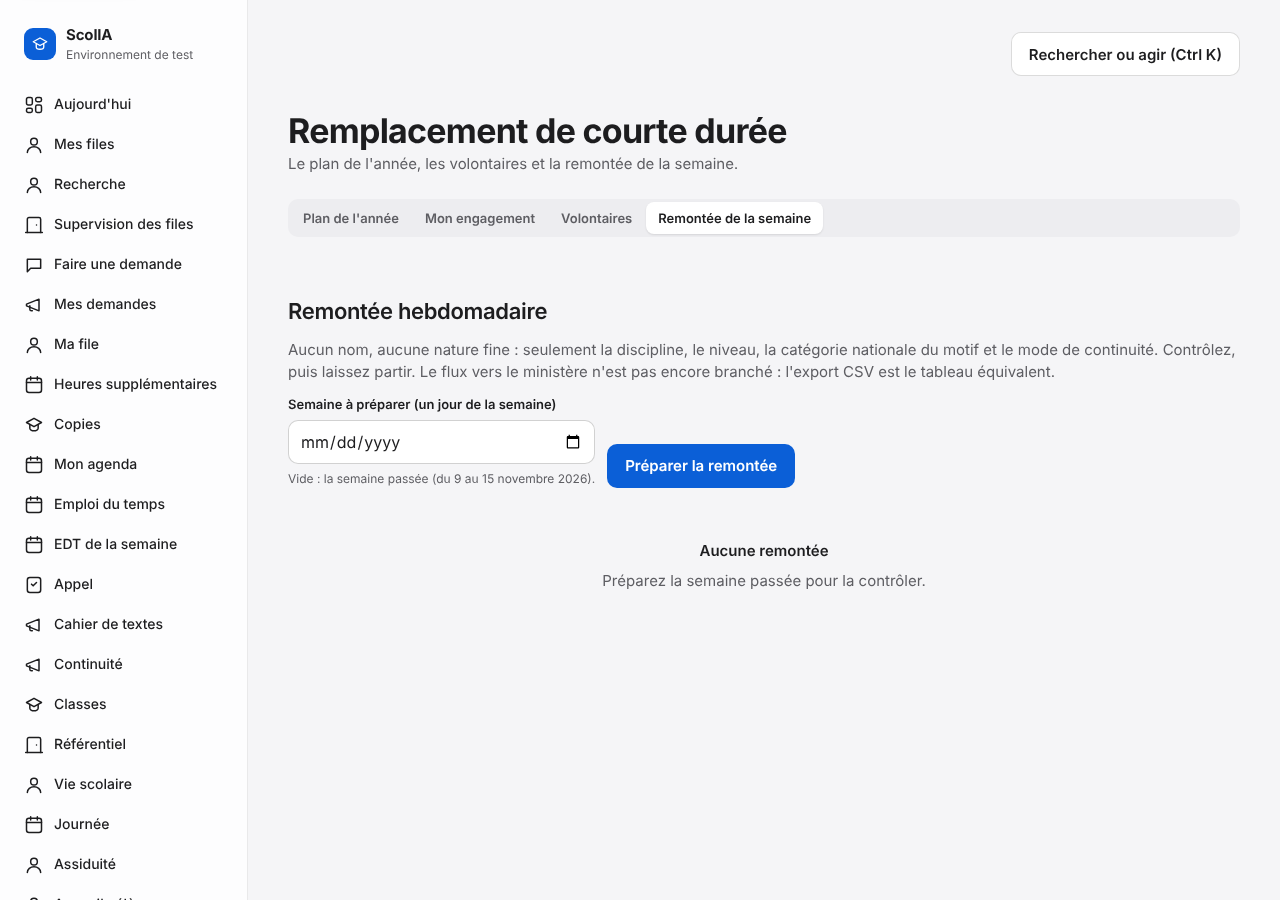 ScolIA
Environnement de test
Aujourd'hui
Mes files
Recherche
Supervision des files
Faire une demande
Mes demandes
Ma file
Heures supplémentaires
Copies
Mon agenda
Emploi du temps
EDT de la semaine
Appel
Cahier de textes
Continuité
Classes
Référentiel
Vie scolaire
Journée
Assiduité
Rechercher ou agir (Ctrl K)
Remplacement de courte durée
Le plan de l'année, les volontaires et la remontée de la semaine.
Plan de l'année
Mon engagement
Volontaires
Remontée de la semaine
Remontée hebdomadaire
Aucun nom, aucune nature fine : seulement la discipline, le niveau, la catégorie nationale du motif et le mode de continuité. Contrôlez,
puis laissez partir. Le flux vers le ministère n'est pas encore branché : l'export CSV est le tableau équivalent.
Semaine à préparer (un jour de la semaine)
mm/dd/yyyy
Préparer la remontée
Vide : la semaine passée (du 9 au 15 novembre 2026).
Aucune remontée
Préparez la semaine passée pour la contrôler.